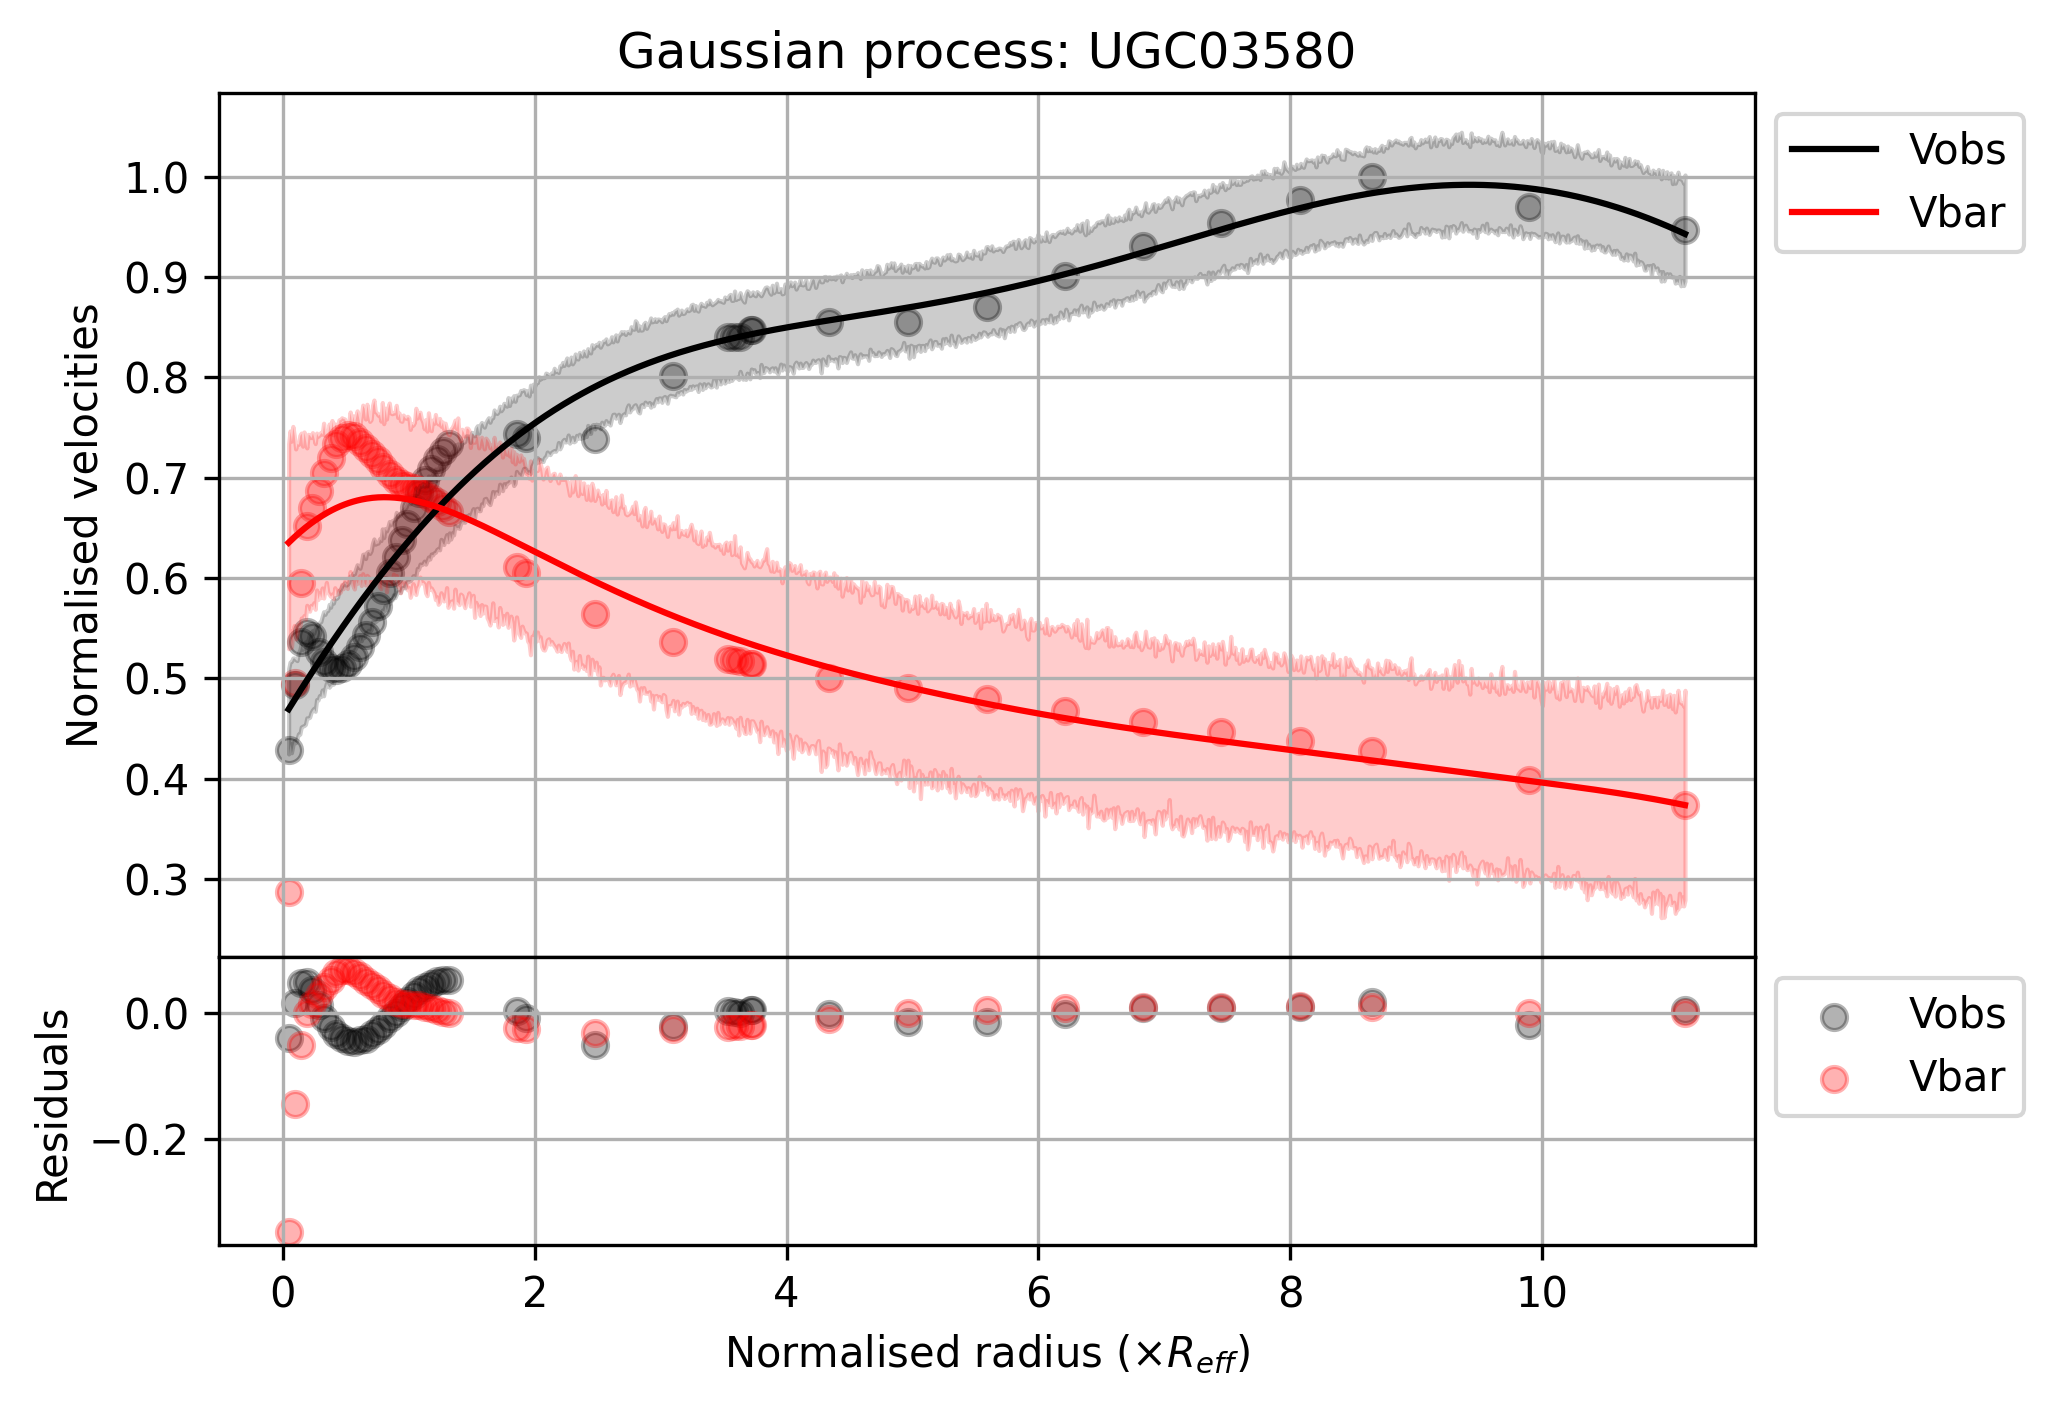 Gaussian process: UGC03580
Normalised velocities
1.0
0.9
0.8
0.7
0.6
0.5
0.4
0.3
Vobs
Vbar
Residuals
0.0
−0.2
Vobs
Vbar
0 2 4 6 8 10
Normalised radius (×R_eff)